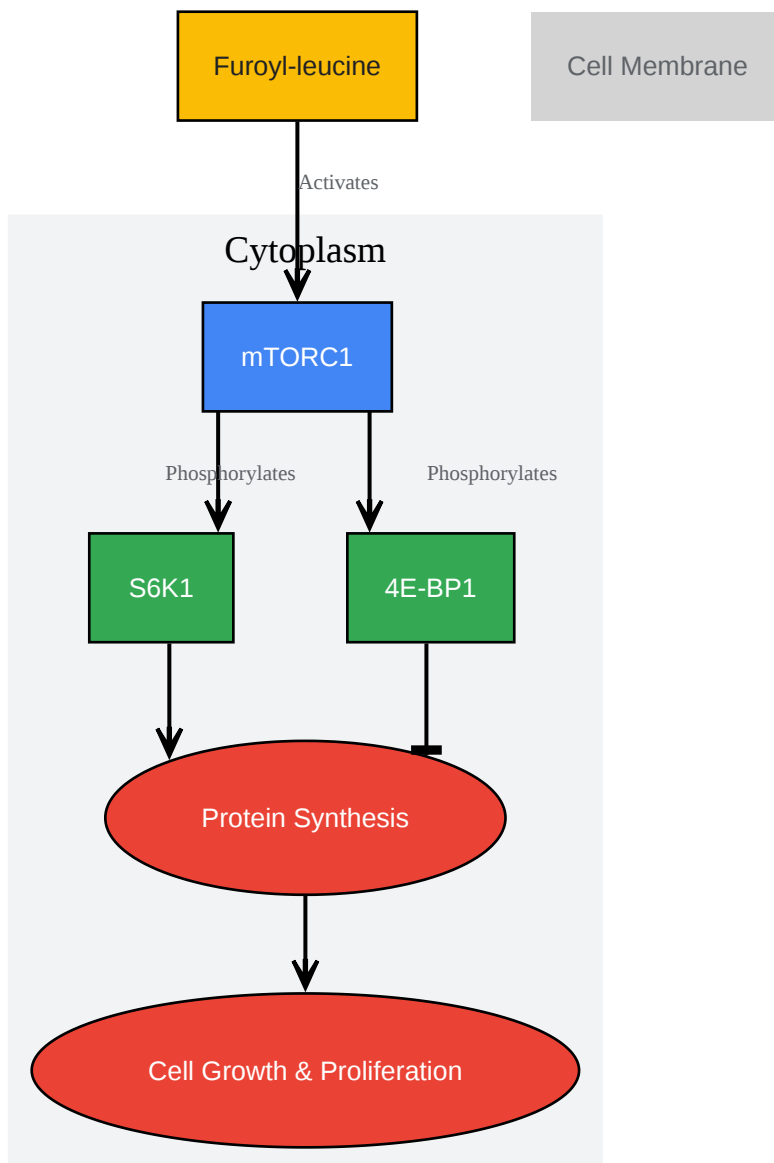 Furoyl-leucine
Cell Membrane
Activates
Cytoplasm
mTORC1
Phosphorylates
Phosphorylates
S6K1
4E-BP1
Protein Synthesis
Cell Growth & Proliferation